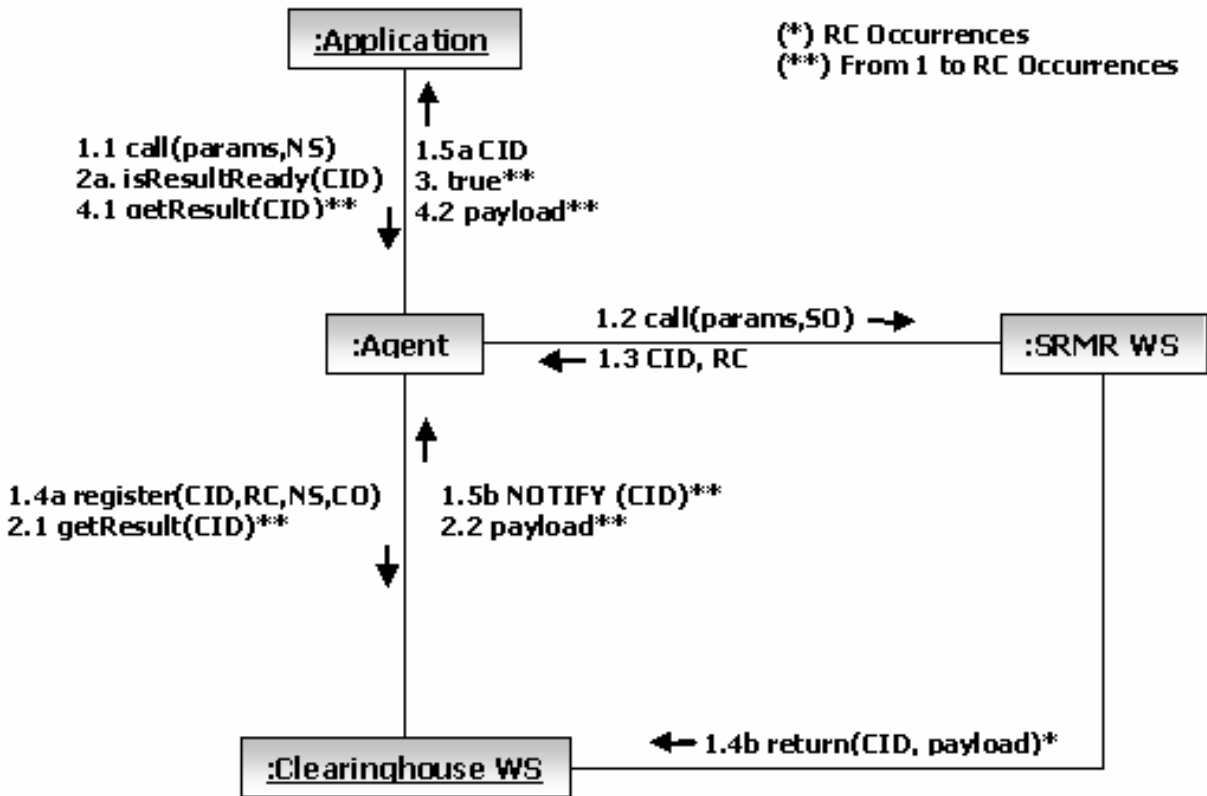 :Application
(*) RC Occurrences
(**) From 1 to RC Occurrences
1.1 call(params,NS)
2a. isResultReady(CID)
4.1 getResult(CID)**
1.5a CID
3. true**
4.2 payload**
1.2 call(params,SO)
:Agent
:SRMR WS
1.3 CID, RC
1.4a register(CID,RC,NS,CO)
2.1 getResult(CID)**
1.5b NOTIFY (CID)**
2.2 payload**
1.4b return(CID, payload)*
:Clearinghouse WS